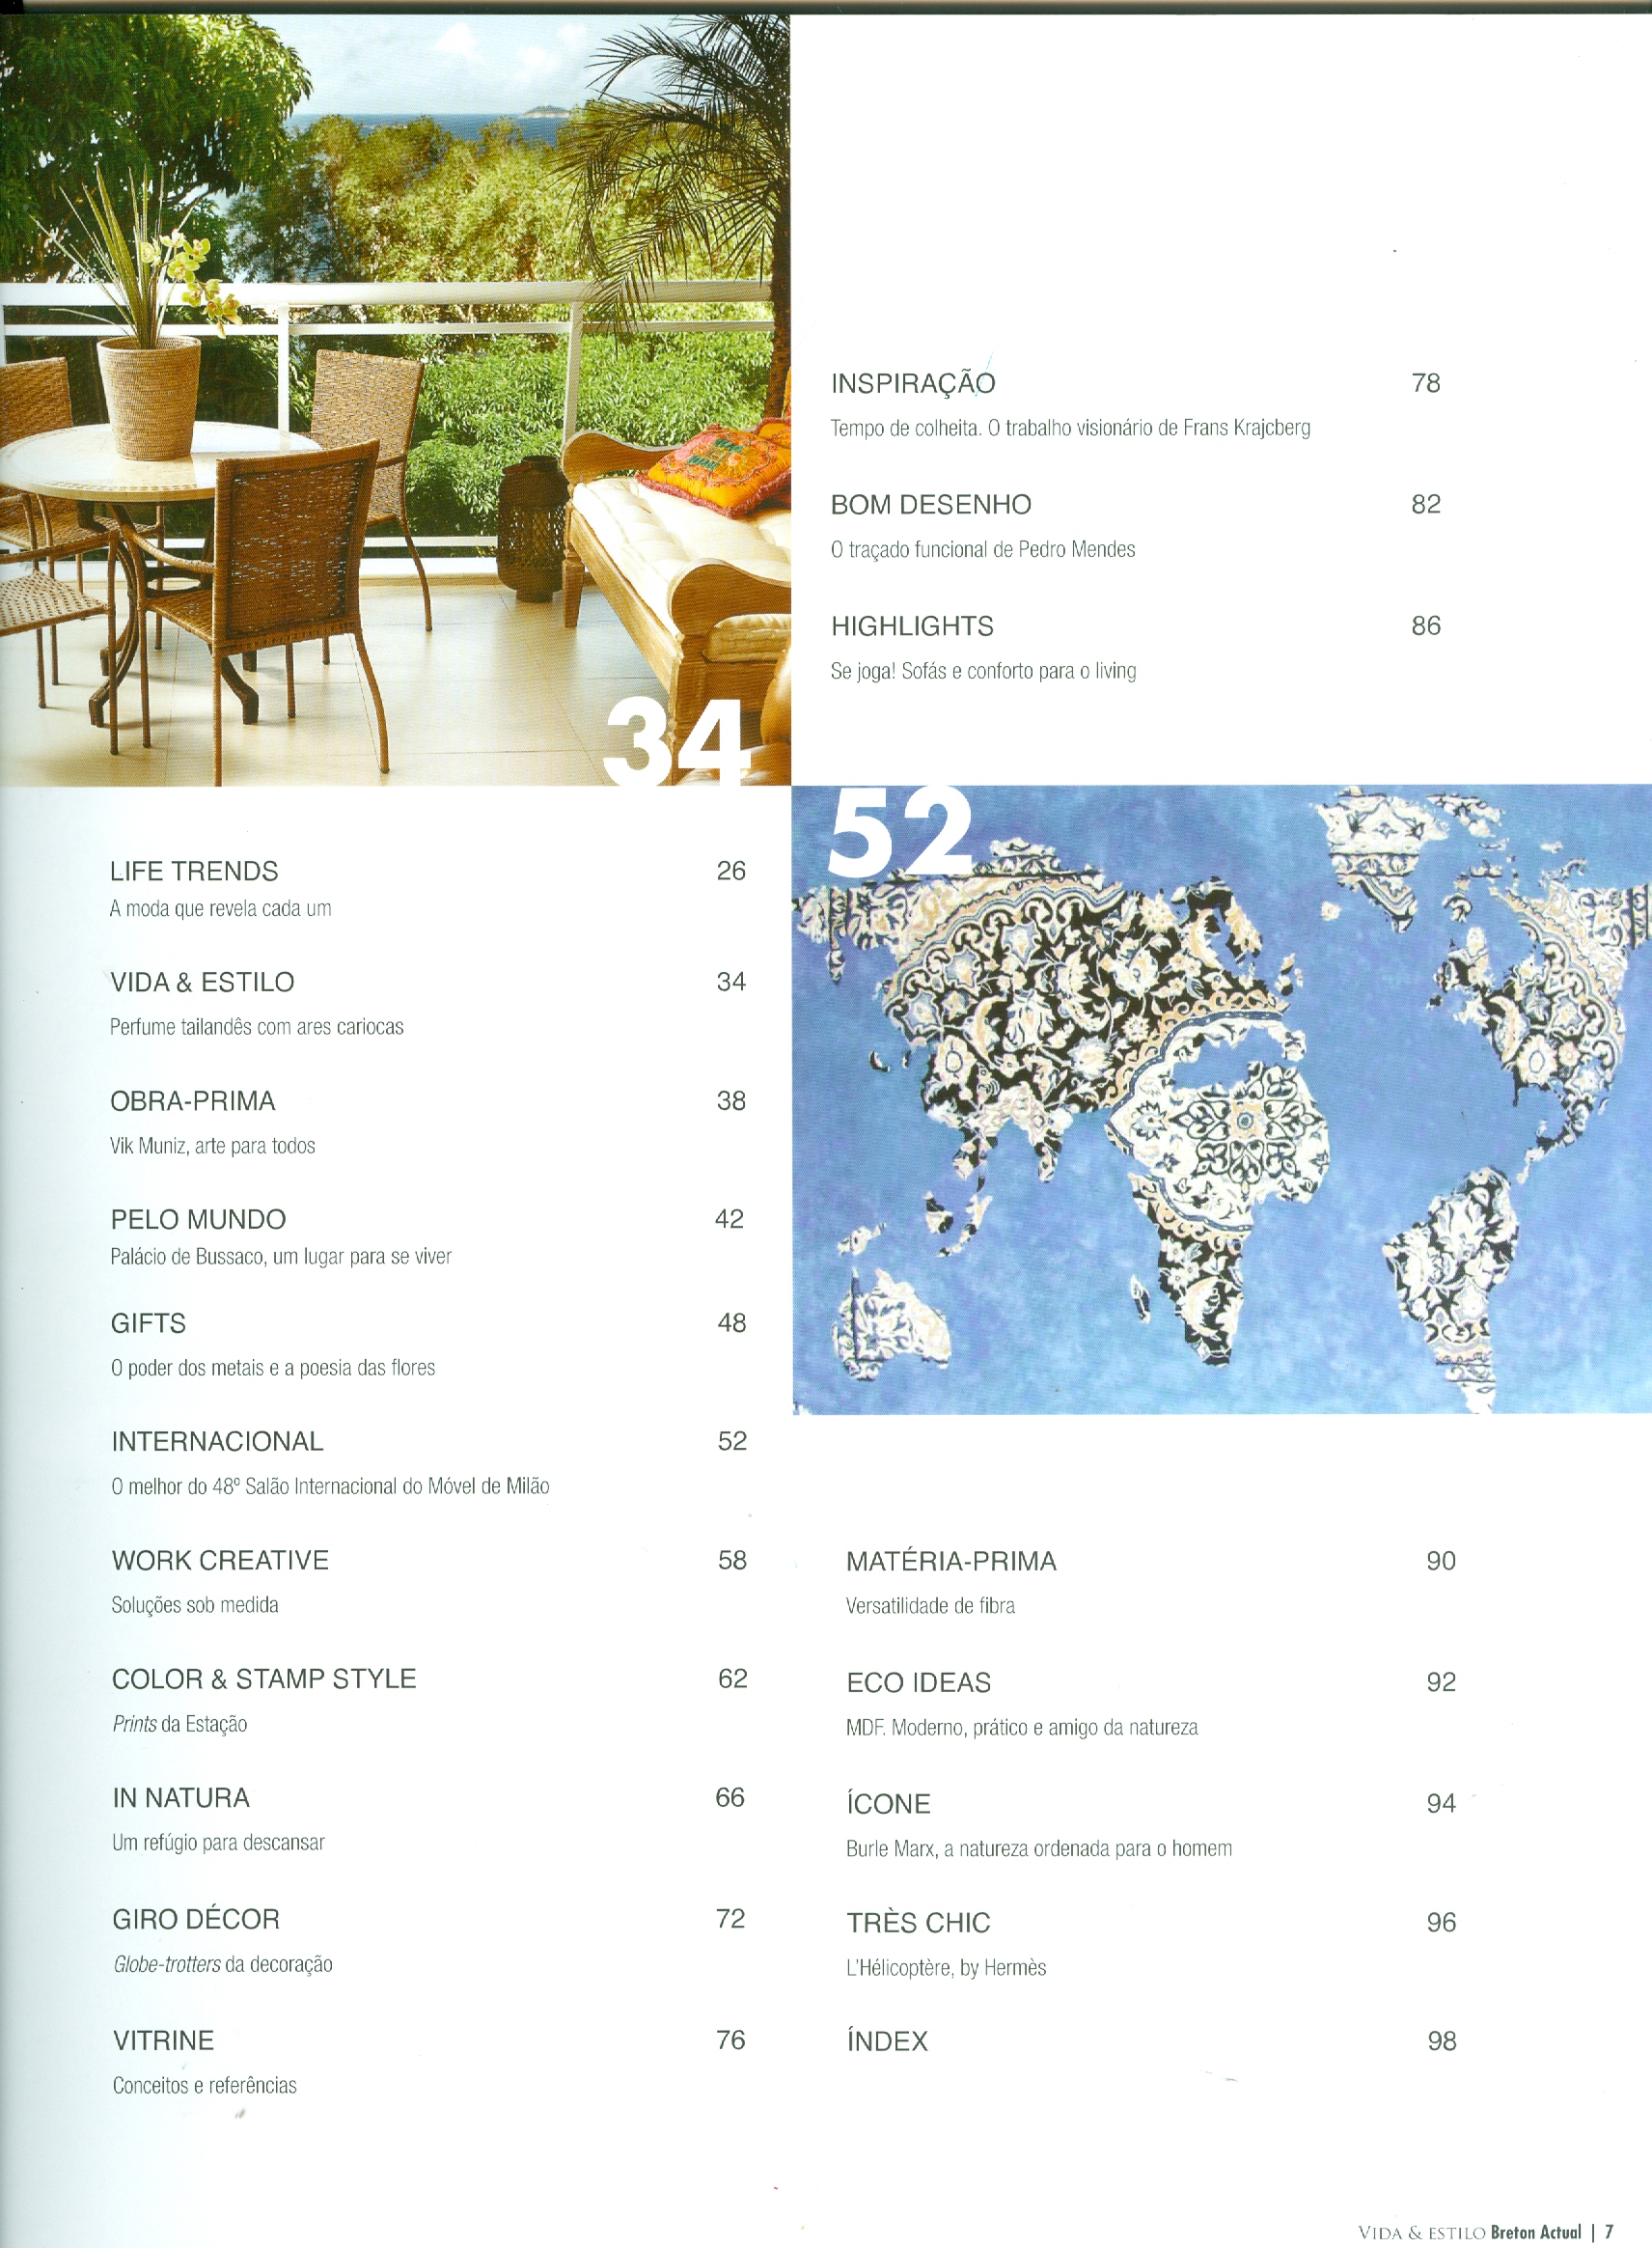 34
LIFE TRENDS 26
A moda que revela cada um
VIDA & ESTILO 34
Perfume tailandês com ares cariocas
OBRA-PRIMA 38
Vik Muniz, arte para todos
PELO MUNDO 42
Palácio de Bussaco, um lugar para se viver
GIFTS 48
O poder dos metais e a poesia das flores
INTERNACIONAL 52
O melhor do 48º Salão Internacional do Móvel de Milão
WORK CREATIVE 58
Soluções sob medida
COLOR & STAMP STYLE 62
Prints da Estação
IN NATURA 66
Um refúgio para descansar
GIRO DÉCOR 72
Globe-trotters da decoração
VITRINE 76
Conceitos e referências
INSPIRAÇÃO 78
Tempo de colheita. O trabalho visionário de Frans Krajcberg
BOM DESENHO 82
O traçado funcional de Pedro Mendes
HIGHLIGHTS 86
Se joga! Sofás e conforto para o living
52
MATÉRIA-PRIMA 90
Versatilidade de fibra
ECO IDEAS 92
MDF. Moderno, prático e amigo da natureza
ÍCONE 94
Burle Marx, a natureza ordenada para o homem
TRÈS CHIC 96
L'Hélicoptère, by Hermès
ÍNDEX 98
VIDA & ESTILO Breton Actual | 7